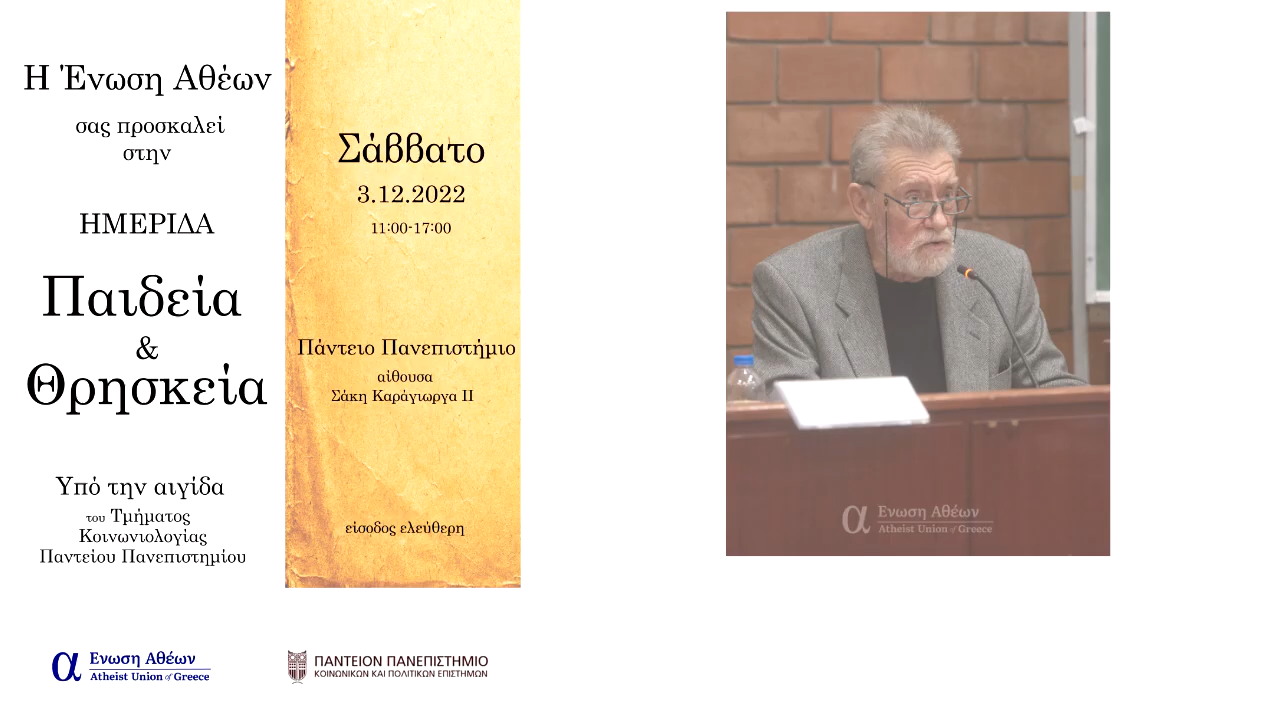 Η Ένωση Αθέων
σας προσκαλεί
στην
ΗΜΕΡΙΔΑ
Παιδεία
&
Θρησκεία
Υπό την αιγίδα
του Τμήματος
Κοινωνιολογίας
Παντείου Πανεπιστημίου
Σάββατο
3.12.2022
11:00-17:00
Πάντειο Πανεπιστήμιο
αίθουσα
Σάκη Καράγιωργα ΙΙ
είσοδος ελεύθερη
α Ενωση Αθέων
Atheist Union of Greece
ΠΑΝΤΕΙΟΝ ΠΑΝΕΠΙΣΤΗΜΙΟ
ΚΟΙΝΩΝΙΚΩΝ ΚΑΙ ΠΟΛΙΤΙΚΩΝ ΕΠΙΣΤΗΜΩΝ
α Ενωση Αθέων
Atheist Union of Greece